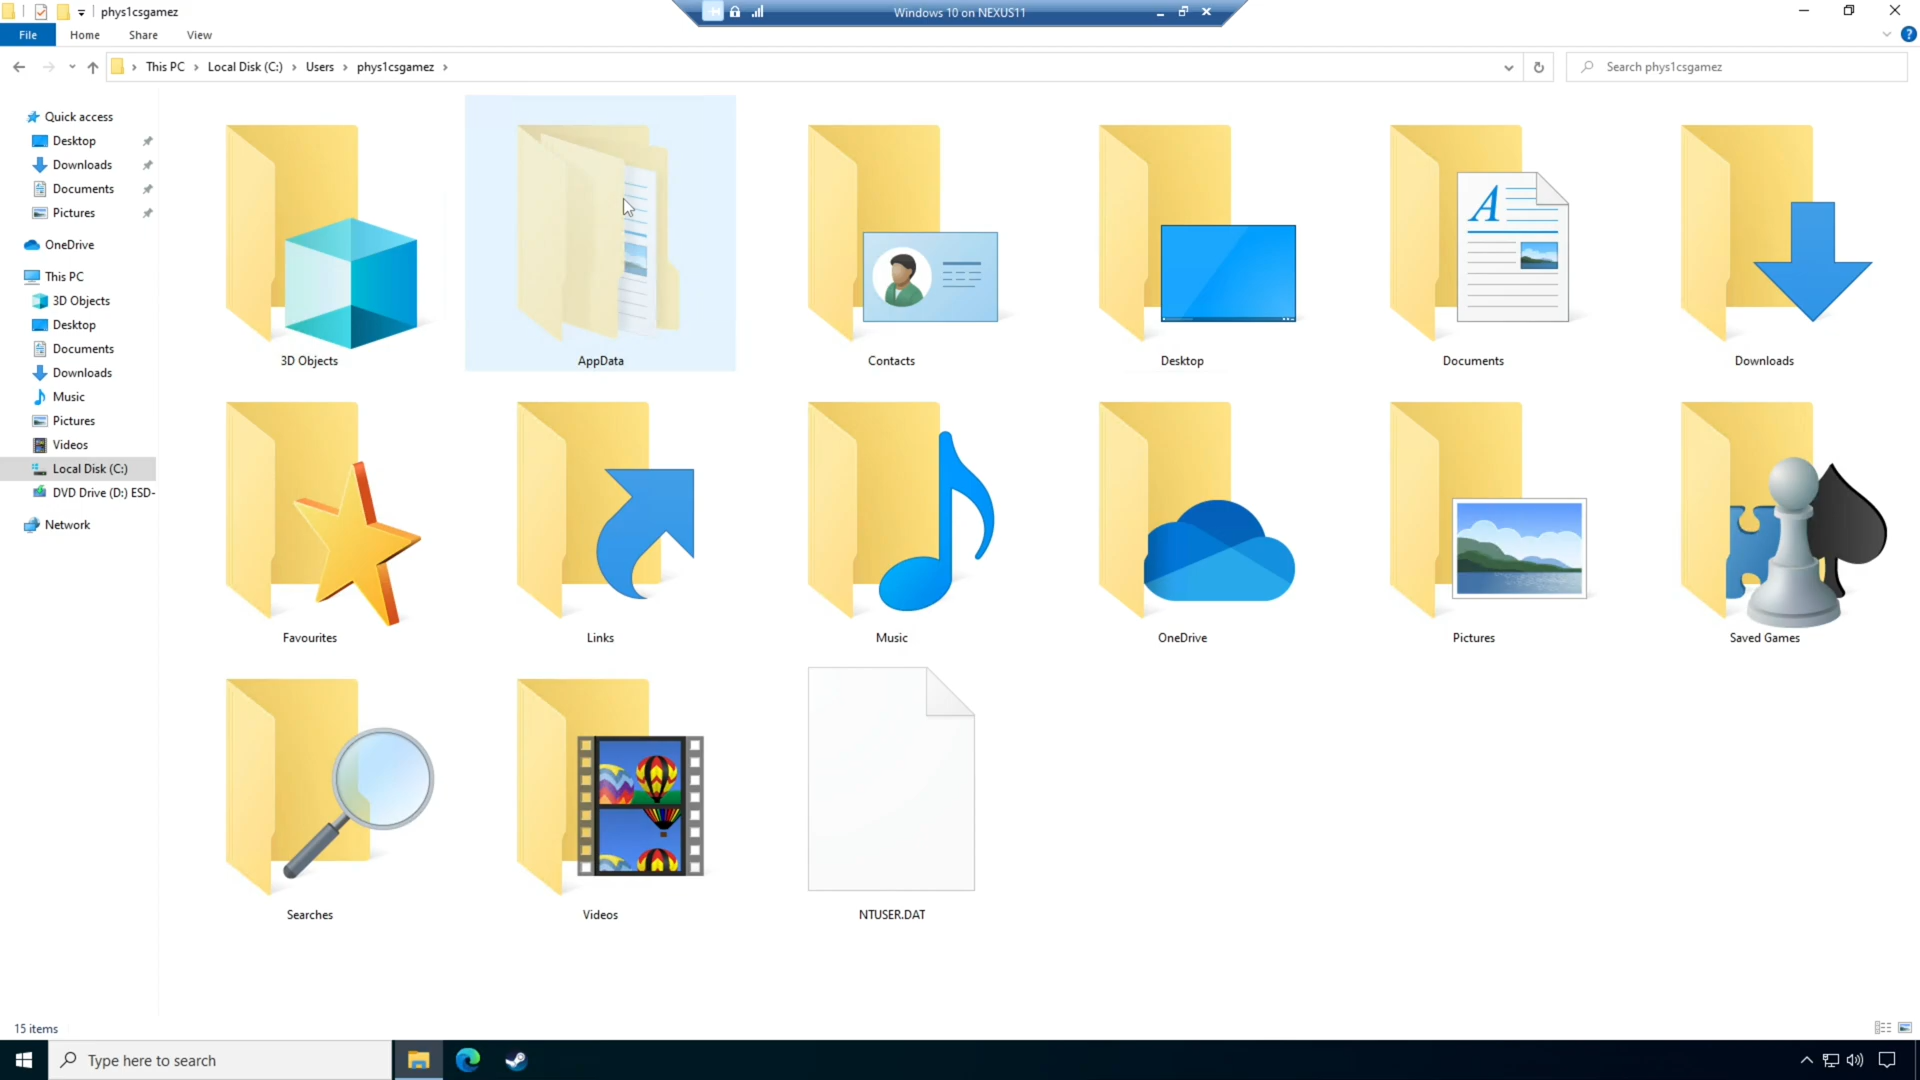 phys1csgamez
Windows 10 on NEXUS11
File
Home
Share
View
This PC
Local Disk (C:)
Users
phys1csgamez
Search phys1csgamez
Quick access
Desktop
Downloads
Documents
Pictures
OneDrive
This PC
3D Objects
Desktop
Documents
Downloads
Music
Pictures
Videos
Local Disk (C:)
DVD Drive (D:) ESD-
Network
3D Objects
AppData
Contacts
Desktop
Documents
Downloads
Favourites
Links
Music
OneDrive
Pictures
Saved Games
Searches
Videos
NTUSER.DAT
15 items
Type here to search